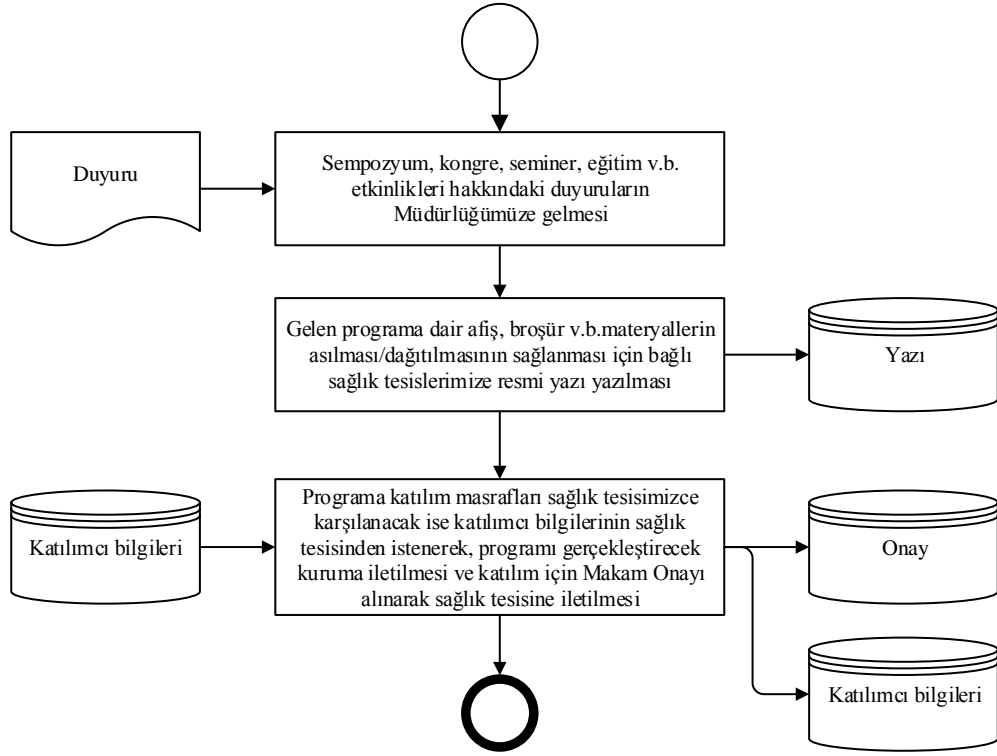 Duyuru
Sempozyum, kongre, seminer, eğitim v.b.
etkinlikleri hakkındaki duyuruların
Müdürlüğümüze gelmesi
Gelen programa dair afiş, broşür v.b.materyallerin
asılması/dağıtılmasının sağlanması için bağlı
sağlık tesislerimize resmi yazı yazılması
Yazı
Katılımcı bilgileri
Programa katılım masrafları sağlık tesisimizce
karşılanacak ise katılımcı bilgilerinin sağlık
tesisinden istenerek, programı gerçekleştirecek
kuruma iletilmesi ve katılım için Makam Onayı
alınarak sağlık tesisine iletilmesi
Onay
Katılımcı bilgileri